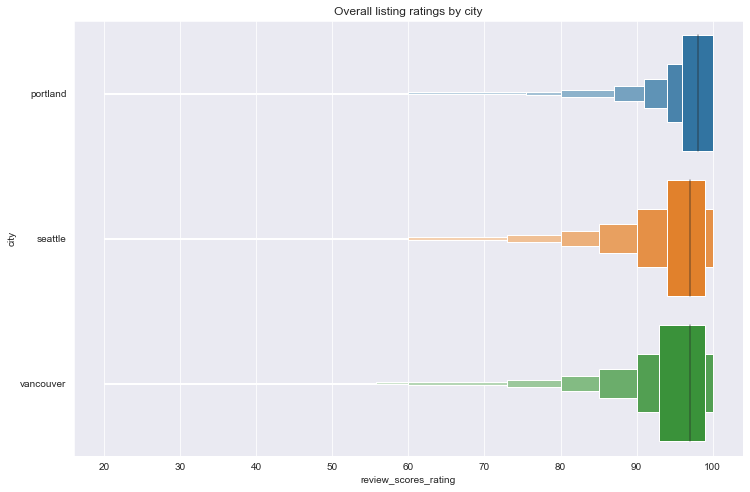 Overall listing ratings by city
portland
seattle
vancouver
city
20 30 40 50 60 70 80 90 100
review_scores_rating